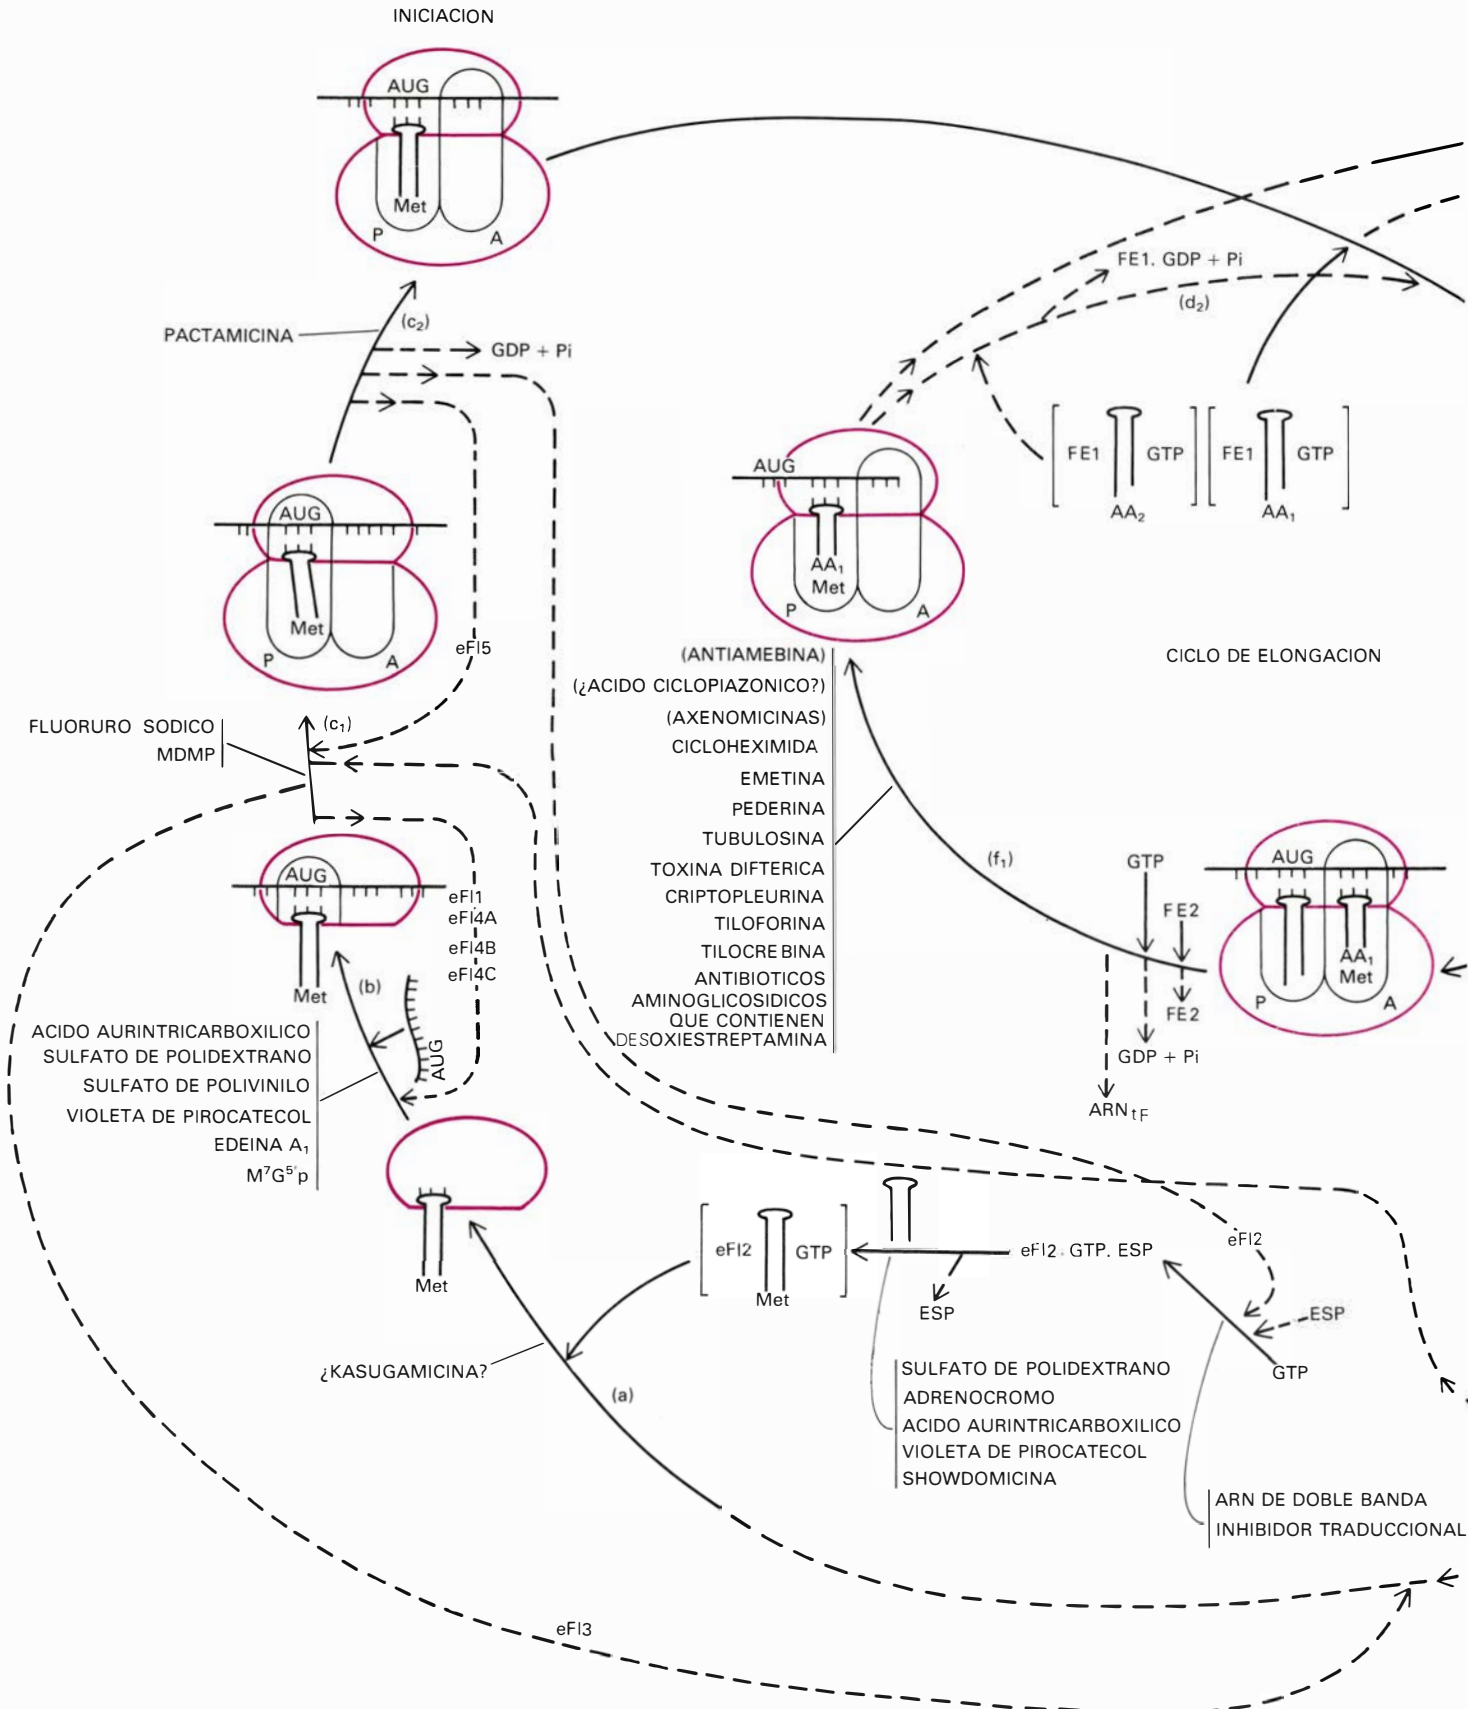 INICIACION
AUG
Met
P
A
PACTAMICINA
(c₂)
GDP + Pi
AUG
Met
P
A
eFI5
FLUORURO SODICO
MDMP
(c₁)
AUG
Met
eFI1
eFI4A
eFI4B
eFI4C
(b)
AUG
ACIDO AURINTRICARBOXILICO
SULFATO DE POLIDEXTRANO
SULFATO DE POLIVINILO
VIOLETA DE PIROCATECOL
EDEINA A₁
M⁷G⁵'p
Met
¿KASUGAMICINA?
(a)
eFI3
FE1. GDP + Pi
(d₂)
FE1
GTP
AA₂
FE1
GTP
AA₁
AUG
AA₁
Met
P
A
CICLO DE ELONGACION
(ANTIAMEBINA)
(¿ACIDO CICLOPIAZONICO?)
(AXENOMICINAS)
CICLOHEXIMIDA
EMETINA
PEDERINA
TUBULOSINA
TOXINA DIFTERICA
CRIPTOPLEURINA
TILOFORINA
TILOCREBINA
ANTIBIOTICOS
AMINOGLICOSIDICOS
QUE CONTIENEN
DESOXIESTREPTAMINA
(f₁)
GTP
FE2
FE2
GDP + Pi
ARN tF
AUG
AA₁
Met
P
A
eFI2
GTP
Met
ESP
eFI2 . GTP. ESP
eFI2
ESP
GTP
SULFATO DE POLIDEXTRANO
ADRENOCROMO
ACIDO AURINTRICARBOXILICO
VIOLETA DE PIROCATECOL
SHOWDOMICINA
ARN DE DOBLE BANDA
INHIBIDOR TRADUCCIONAL